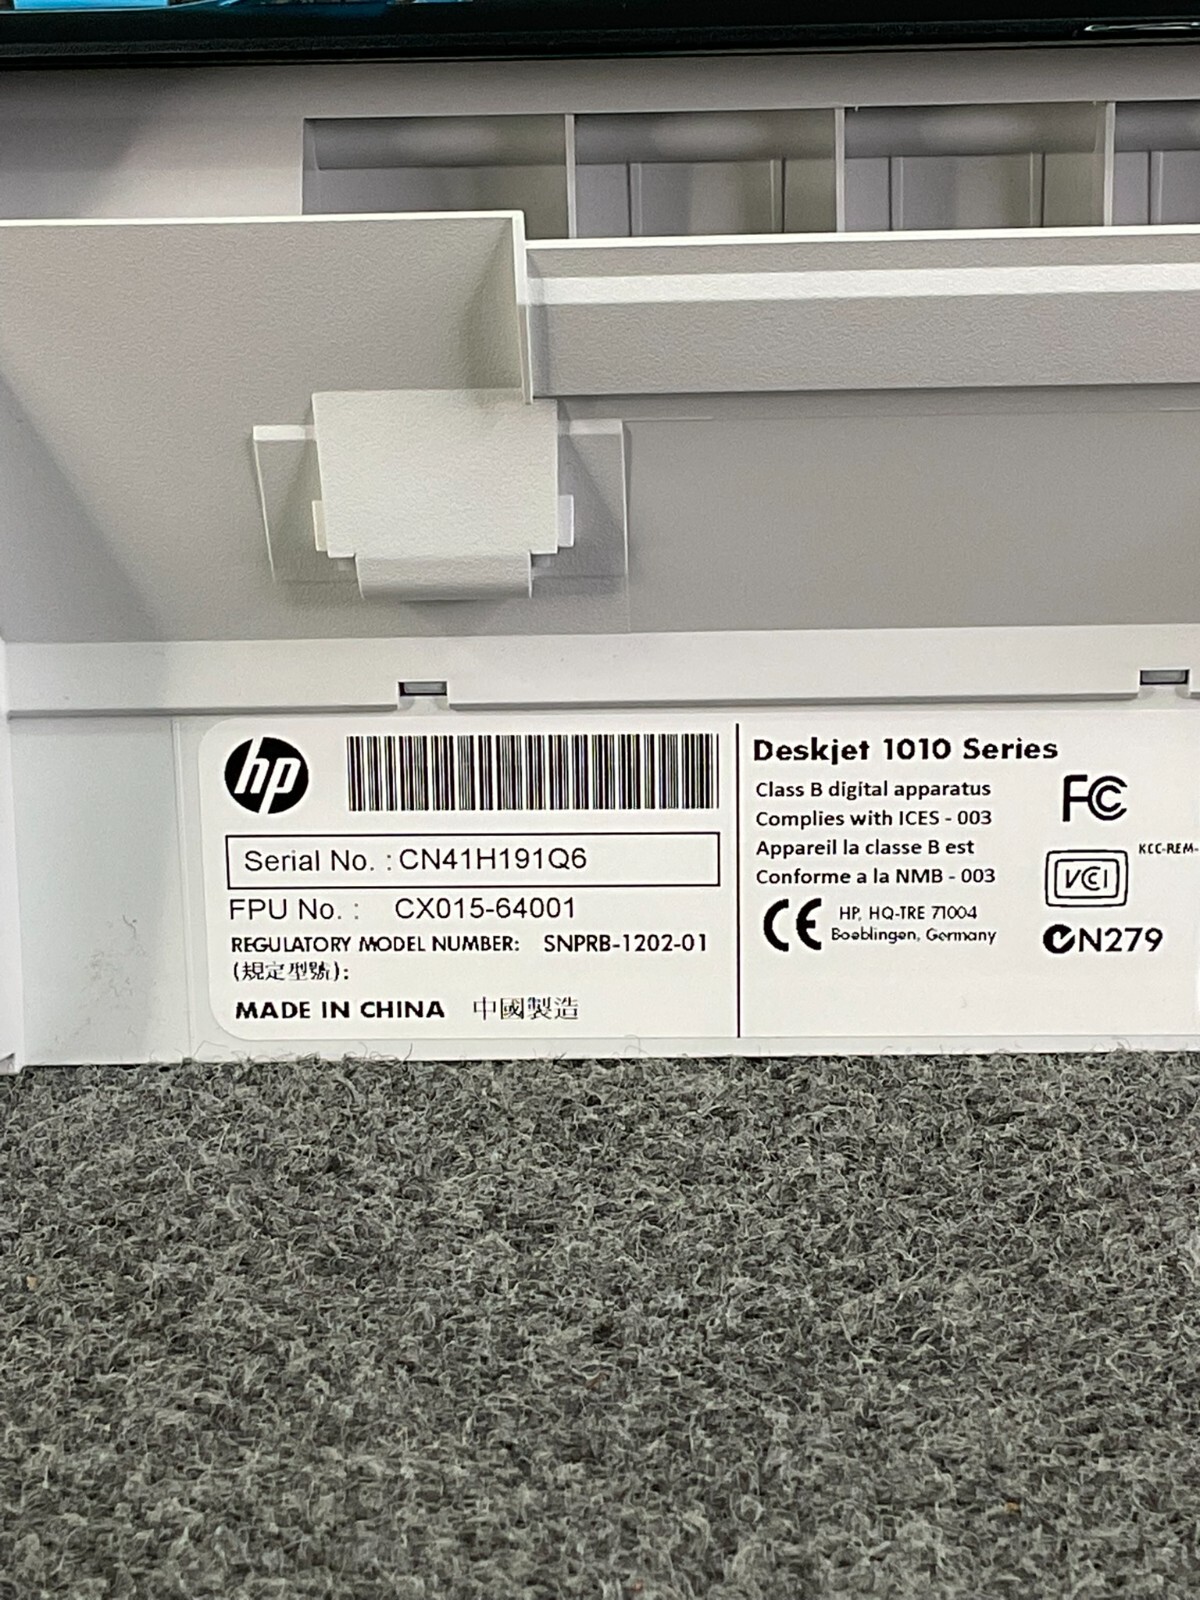 hp
Serial No. : CN41H191Q6
FPU No. : CX015-64001
REGULATORY MODEL NUMBER: SNPRB-1202-01
(規定型號):
MADE IN CHINA 中國製造
Deskjet 1010 Series
Class B digital apparatus
Complies with ICES - 003
Appareil la classe B est
Conforme a la NMB - 003
CE HP, HQ-TRE 71004
Boeblingen, Germany
FC
KCC-REM-
VCI
N279